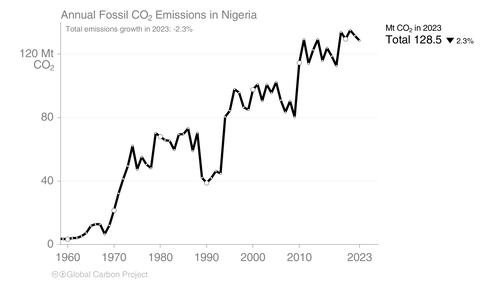 Annual Fossil CO₂ Emissions in Nigeria
Total emissions growth in 2023: -2.3%
Mt CO₂ in 2023
Total 128.5 ▼ 2.3%
120 Mt
CO₂
80
40
0
1960 1970 1980 1990 2000 2010 2023
Global Carbon Project